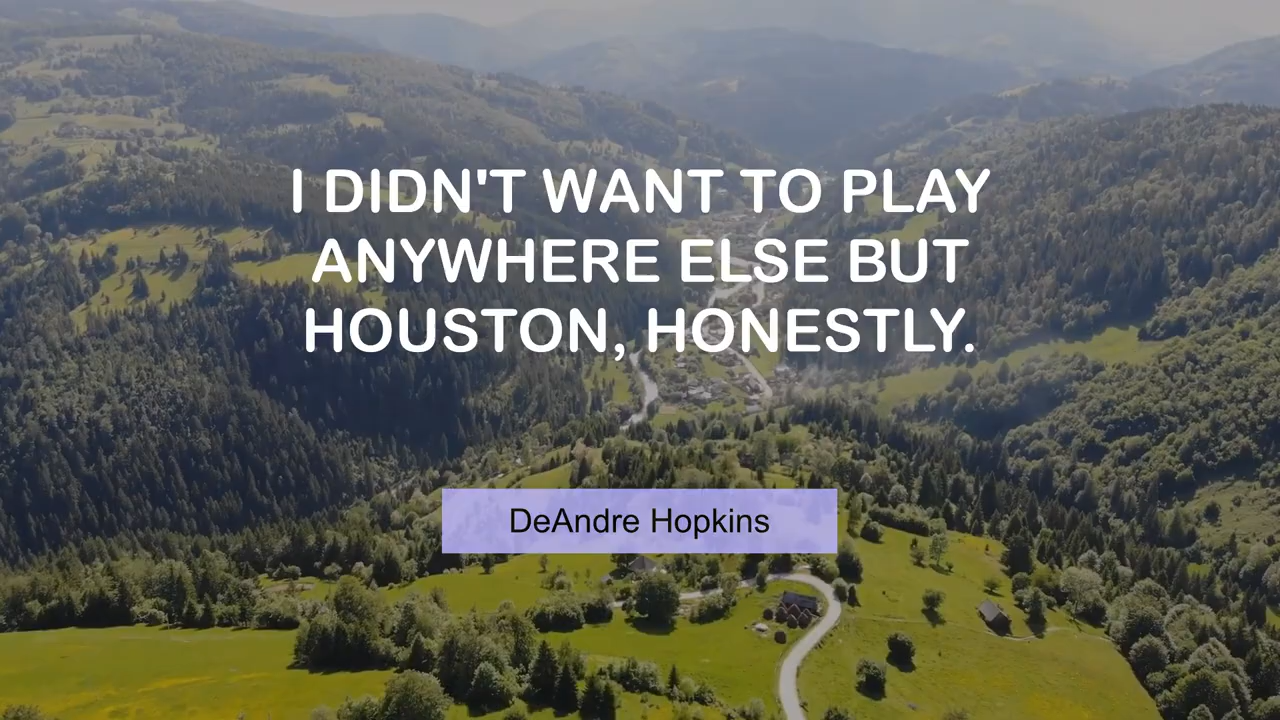 I DIDN'T WANT TO PLAY
ANYWHERE ELSE BUT
HOUSTON, HONESTLY.
DeAndre Hopkins